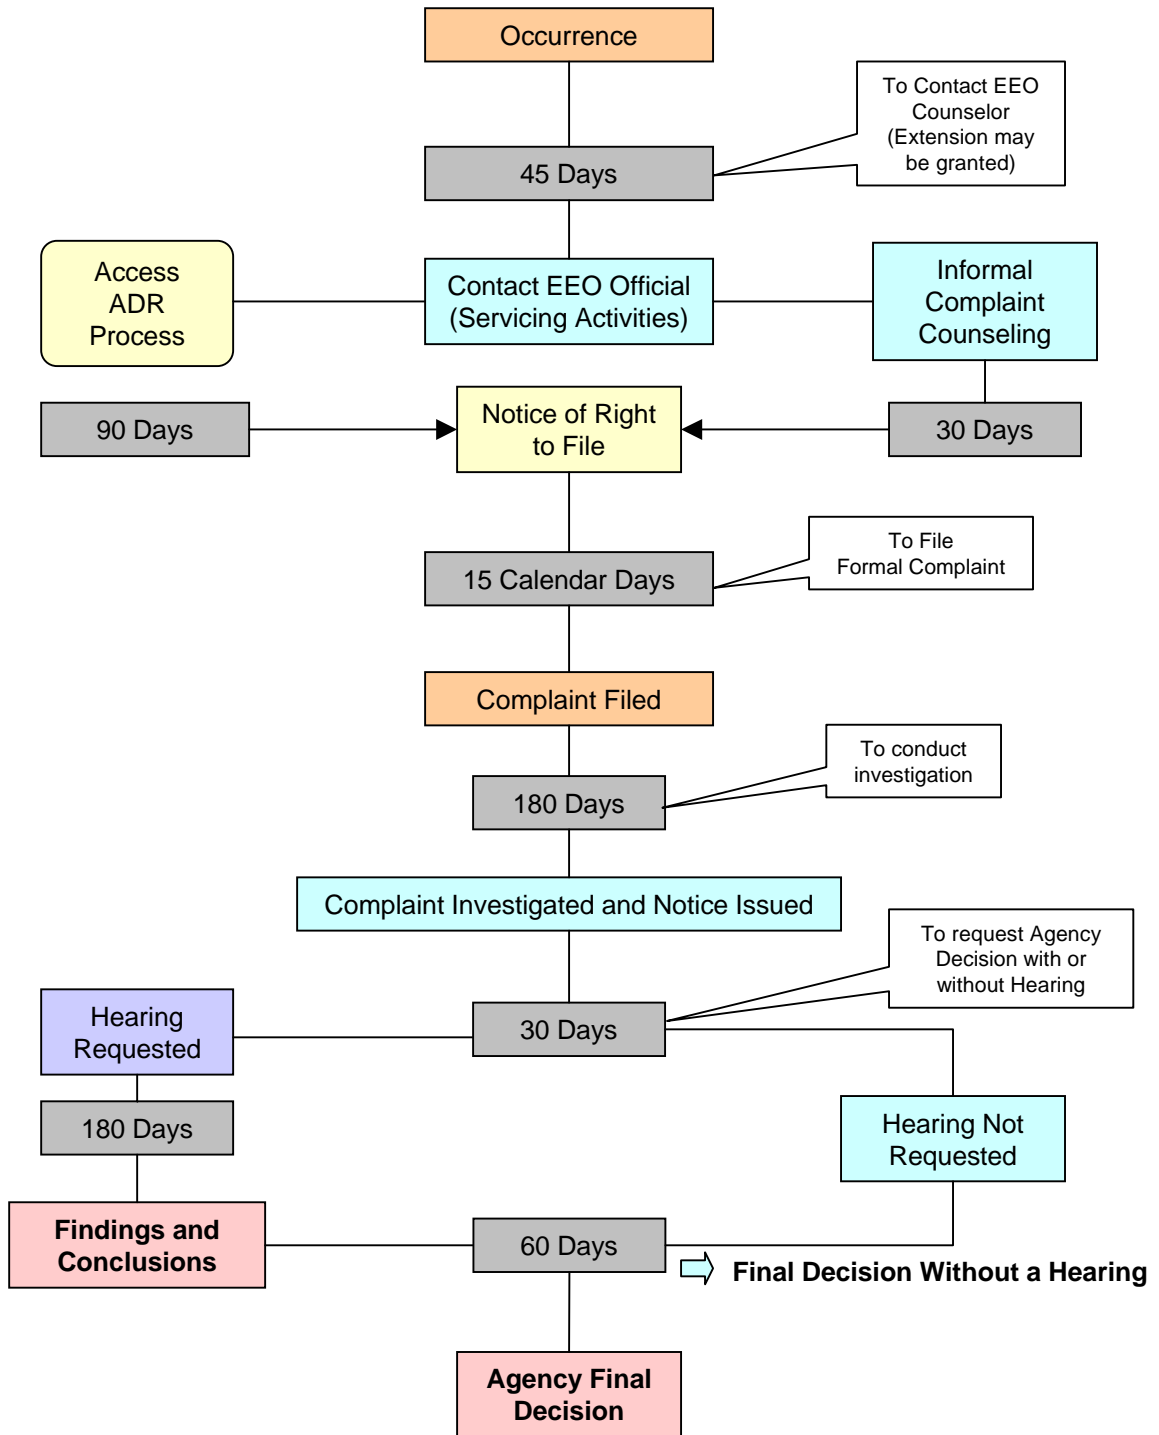 Occurrence
To Contact EEO
Counselor
(Extension may
be granted)
45 Days
Access
ADR
Process
Contact EEO Official
(Servicing Activities)
Informal
Complaint
Counseling
90 Days
Notice of Right
to File
30 Days
To File
Formal Complaint
15 Calendar Days
Complaint Filed
To conduct
investigation
180 Days
Complaint Investigated and Notice Issued
To request Agency
Decision with or
without Hearing
Hearing
Requested
30 Days
180 Days
Hearing Not
Requested
Findings and
Conclusions
60 Days
Final Decision Without a Hearing
Agency Final
Decision